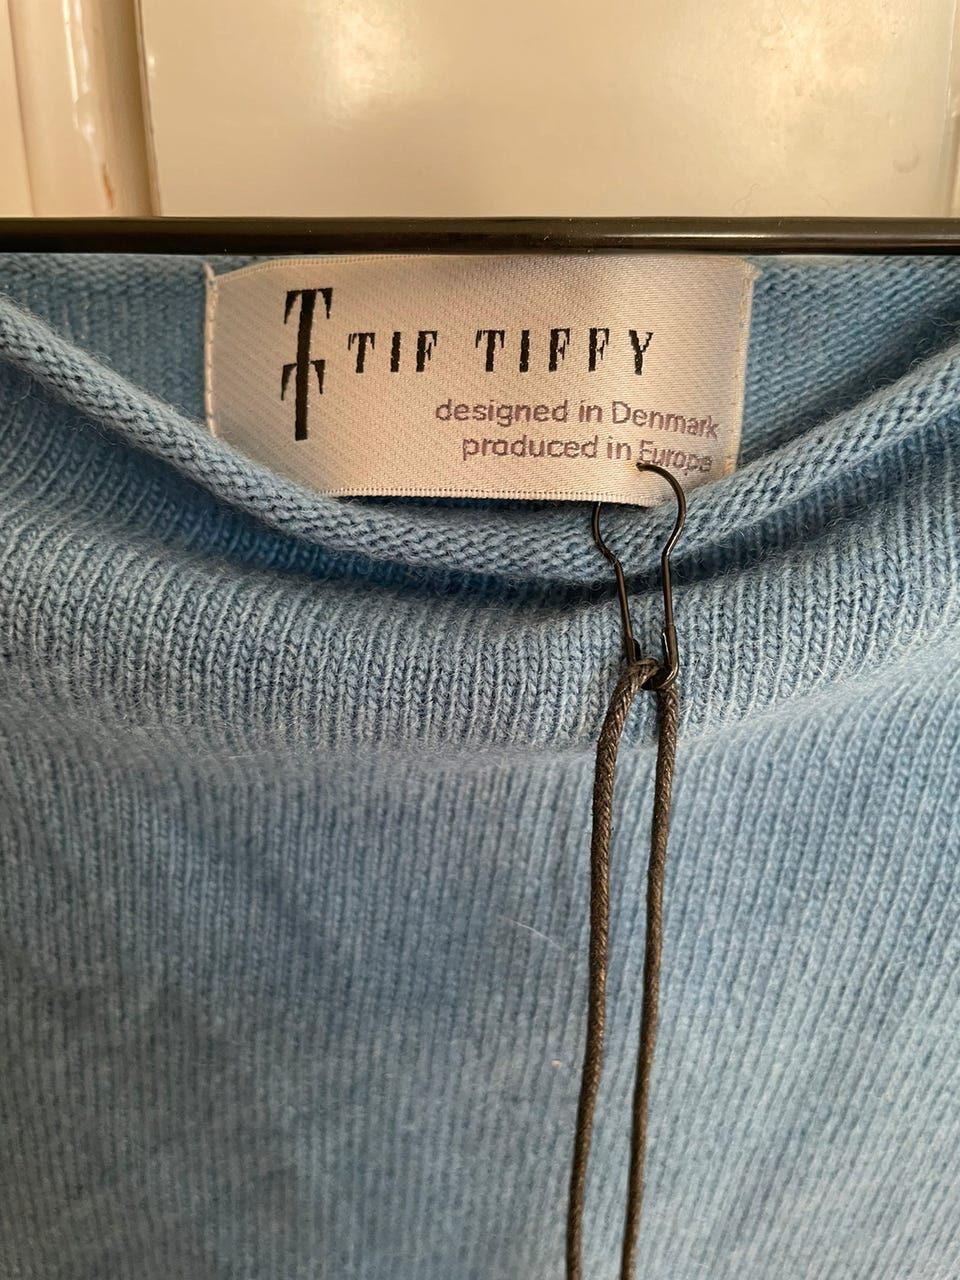 TIF TIFFY
designed in Denmark
produced in Europe